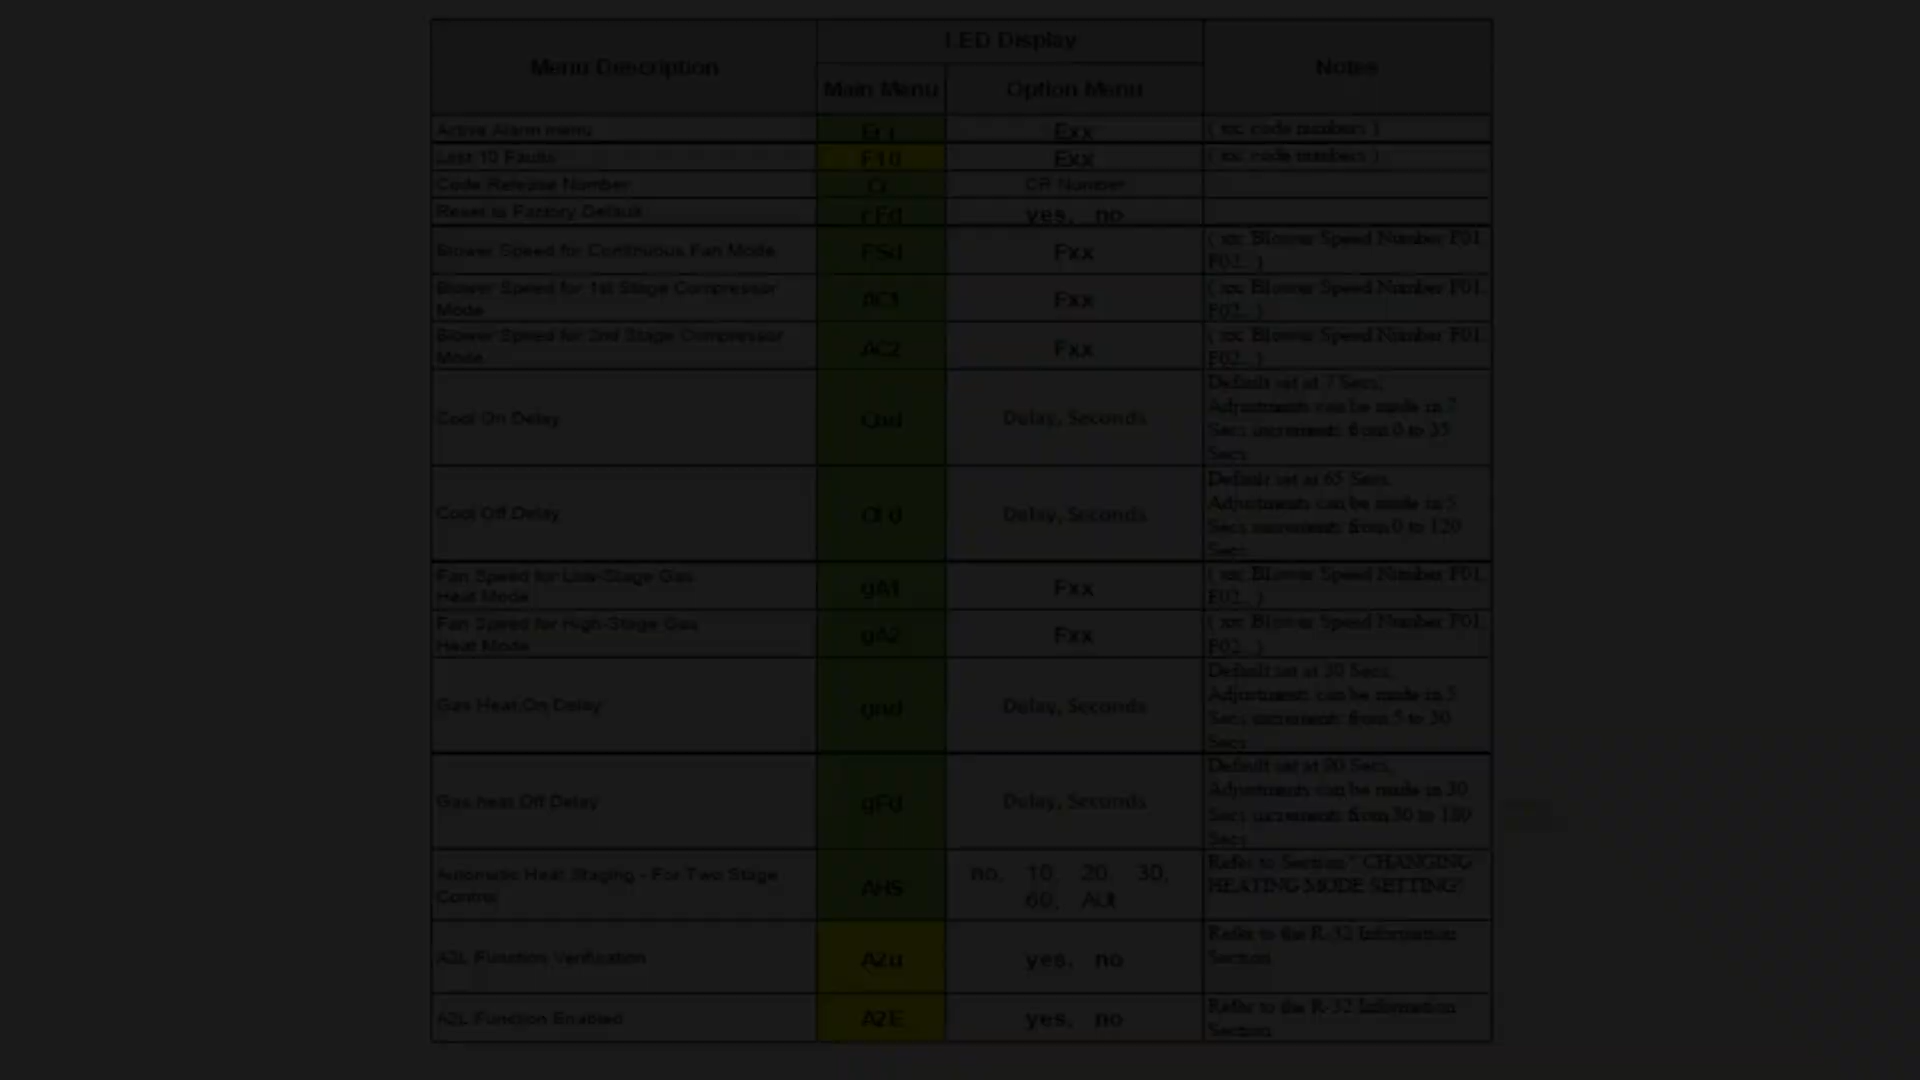 Menu Description
LED Display
Notes
Main Menu
Option Menu
Active Alarm menu
Exx
( xx: code numbers )
Last 10 Faults
F10
Exx
( xx: code numbers )
Code Release Number
CR Number
Reset to Factory Default
rFd
yes, no
Blower Speed for Continuous Fan Mode
FSd
Fxx
( xx: Blower Speed Number F01,
F02.. )
Blower Speed for 1st Stage Compressor
Mode
AC1
Fxx
( xx: Blower Speed Number F01,
F02.. )
Blower Speed for 2nd Stage Compressor
Mode
AC2
Fxx
( xx: Blower Speed Number F01,
F02.. )
Cool On Delay
Cnd
Delay, Seconds
Default set at 7 Secs,
Adjustments can be made in 7
Secs increments from 0 to 35
Secs
Cool Off Delay
CFd
Delay, Seconds
Default set at 65 Secs,
Adjustments can be made in 5
Secs increments from 0 to 120
Secs
Fan Speed for Low-Stage Gas
Heat Mode
gA1
Fxx
( xx: Blower Speed Number F01,
F02.. )
Fan Speed for High-Stage Gas
Heat Mode
gA2
Fxx
( xx: Blower Speed Number F01,
F02.. )
Gas Heat On Delay
gnd
Delay, Seconds
Default set at 30 Secs,
Adjustments can be made in 5
Secs increments from 5 to 30
Secs
Gas heat Off Delay
gFd
Delay, Seconds
Default set at 90 Secs,
Adjustments can be made in 30
Secs increments from 30 to 180
Secs
Automatic Heat Staging - For Two Stage
Control
AHS
no, 10, 20, 30,
60, AUt
Refer to Section " CHANGING
HEATING MODE SETTING"
A2L Function Verification
A2u
yes, no
Refer to the R-32 Information
Section
A2L Function Enabled
A2E
yes, no
Refer to the R-32 Information
Section